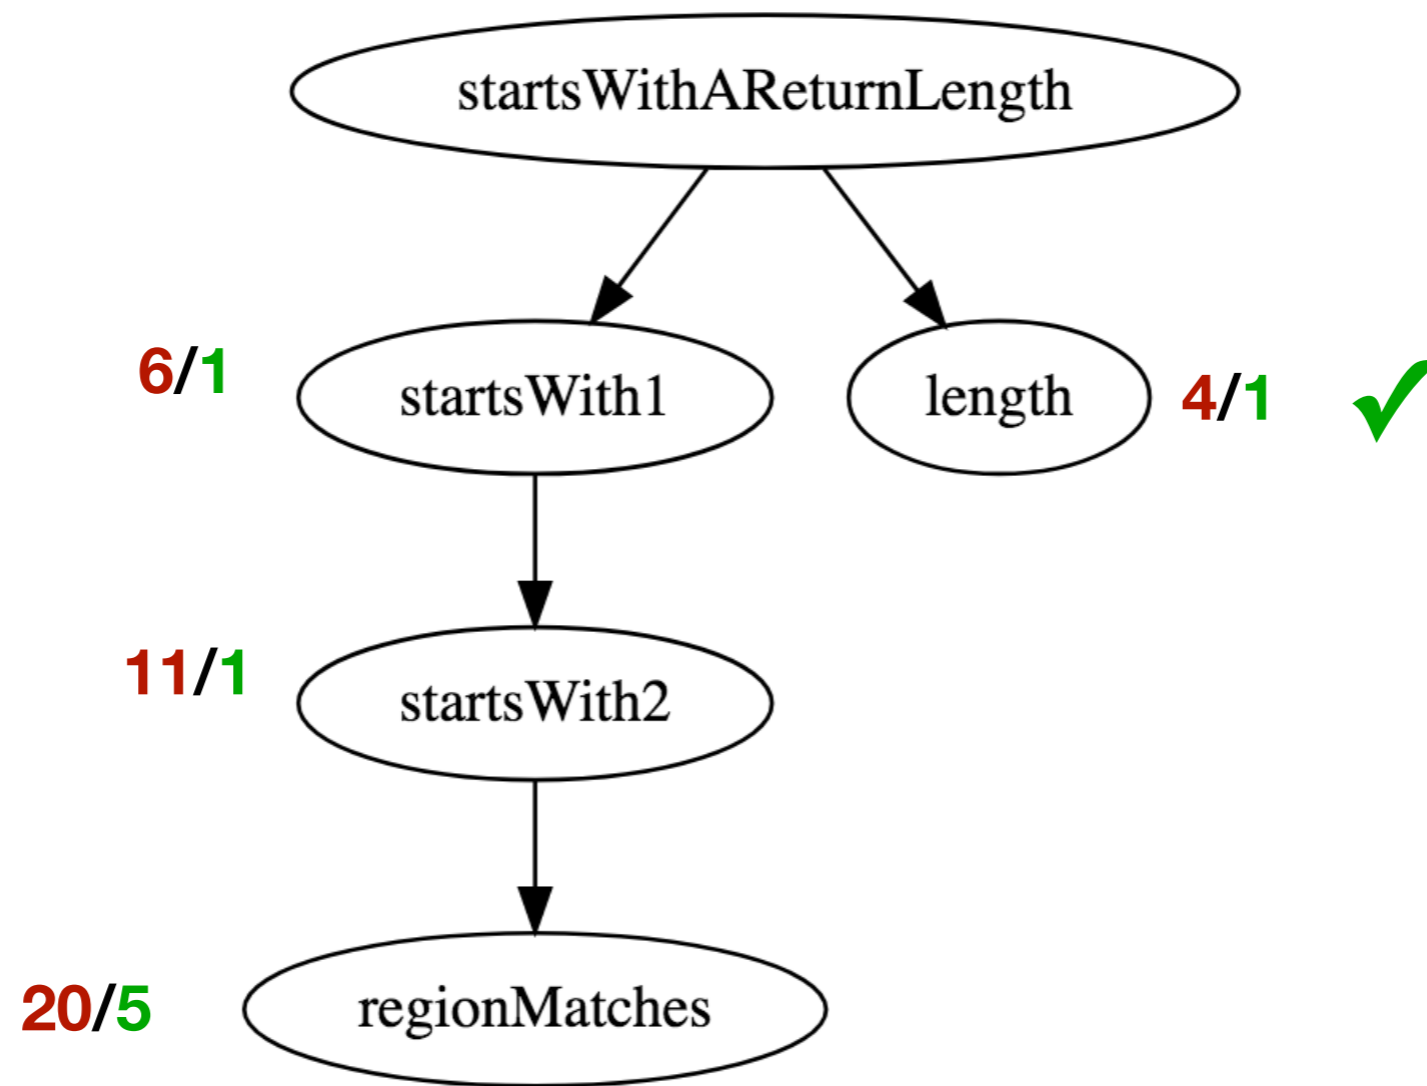 startsWithAReturnLength
6/1
startsWith1
length
4/1
11/1
startsWith2
20/5
regionMatches